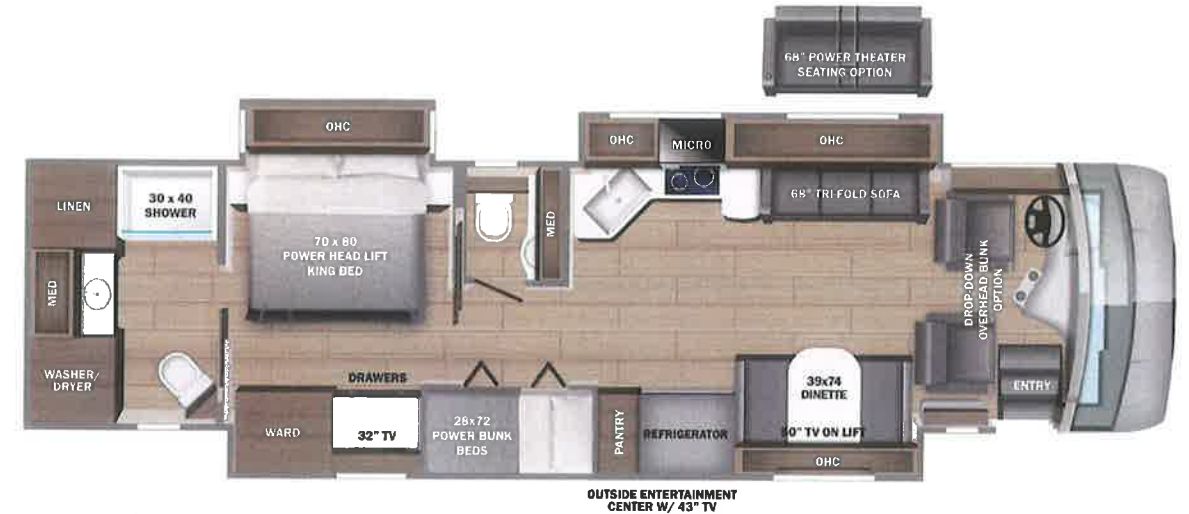 68" POWER THEATER
SEATING OPTION
OHC
OHC
MICRO
OHC
LINEN
30 x 40
SHOWER
70 x 80
POWER HEAD LIFT
KING BED
MED
68" TRI-FOLD SOFA
MED
DROP-DOWN
OVERHEAD BUNK
OPTION
WASHER/
DRYER
DRAWERS
39x74
DINETTE
ENTRY
WARD
32" TV
28x72
POWER BUNK
BEDS
PANTRY
REFRIGERATOR
TV ON LIFT
OHC
OUTSIDE ENTERTAINMENT
CENTER W/ 43" TV